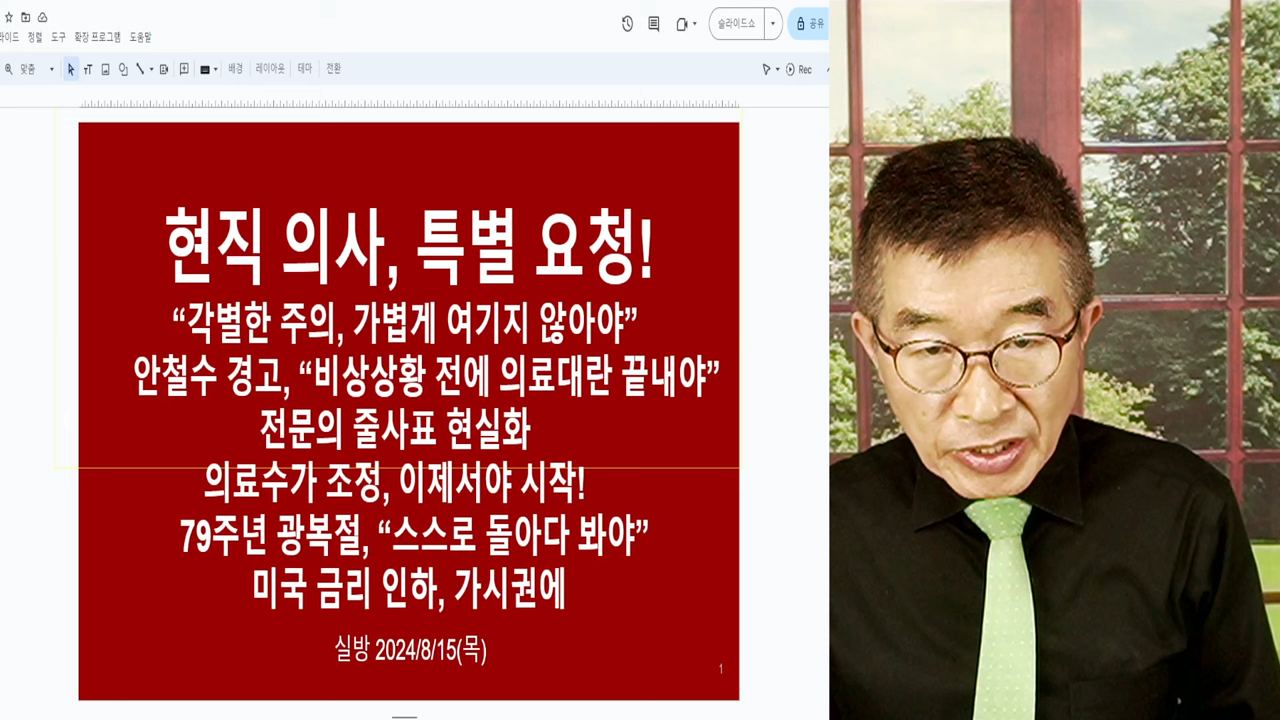 슬라이드쇼
공유
라이드 정렬 도구 확장 프로그램 도움말
맞춤
배경 레이아웃 테마 전환
Rec
현직 의사, 특별 요청!
“각별한 주의, 가볍게 여기지 않아야”
안철수 경고, “비상상황 전에 의료대란 끝내야”
전문의 줄사표 현실화
의료수가 조정, 이제서야 시작!
79주년 광복절, “스스로 돌아다 봐야”
미국 금리 인하, 가시권에
실방 2024/8/15(목)
1